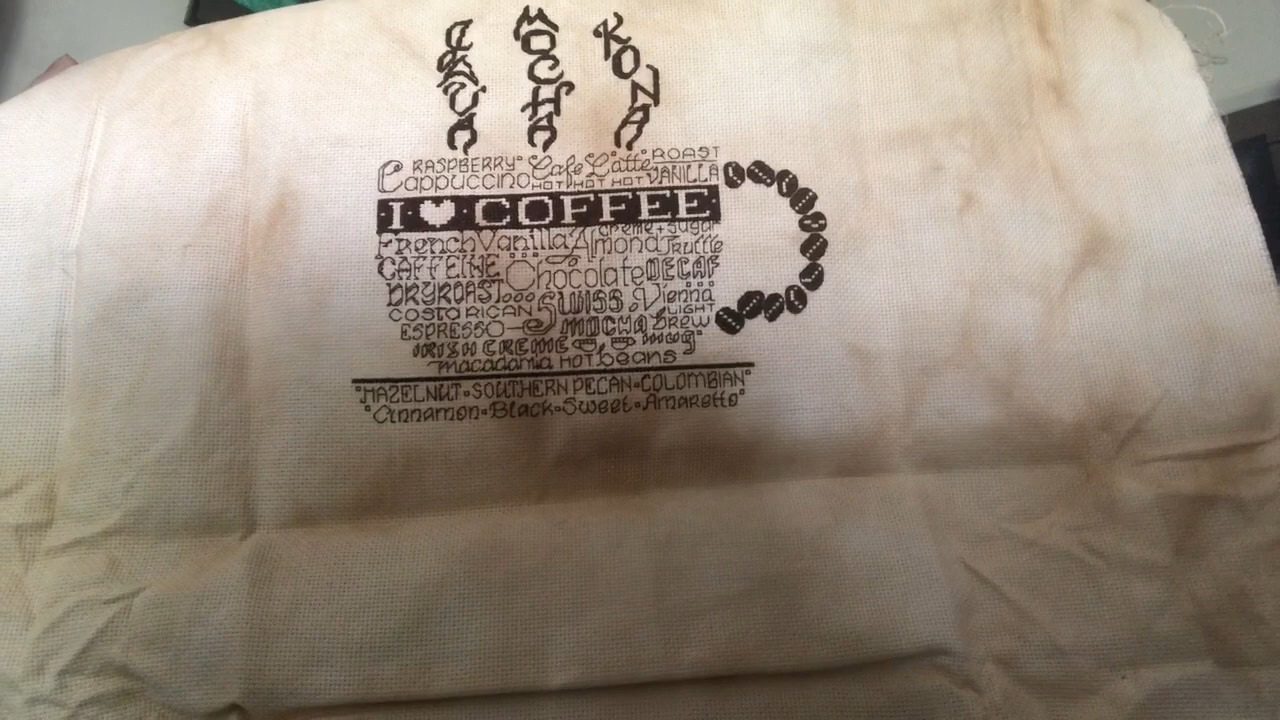 JAVA
MOCHA
KONA
RASPBERRY Cafe Latte ROAST
Cappuccino HOT HOT HOT VANILLA
I ♥ COFFEE
creme + sugar
French Vanilla Almond Truffle
CAFFEINE Chocolate DECAF
DRYROAST SWISS Vienna
COSTA RICAN LIGHT
ESPRESSO MOCHA BREW
IRISH CREME mug
macadamia HOT beans
"HAZELNUT•SOUTHERN PECAN•COLOMBIAN"
"Cinnamon•Black•Sweet•Amaretto"